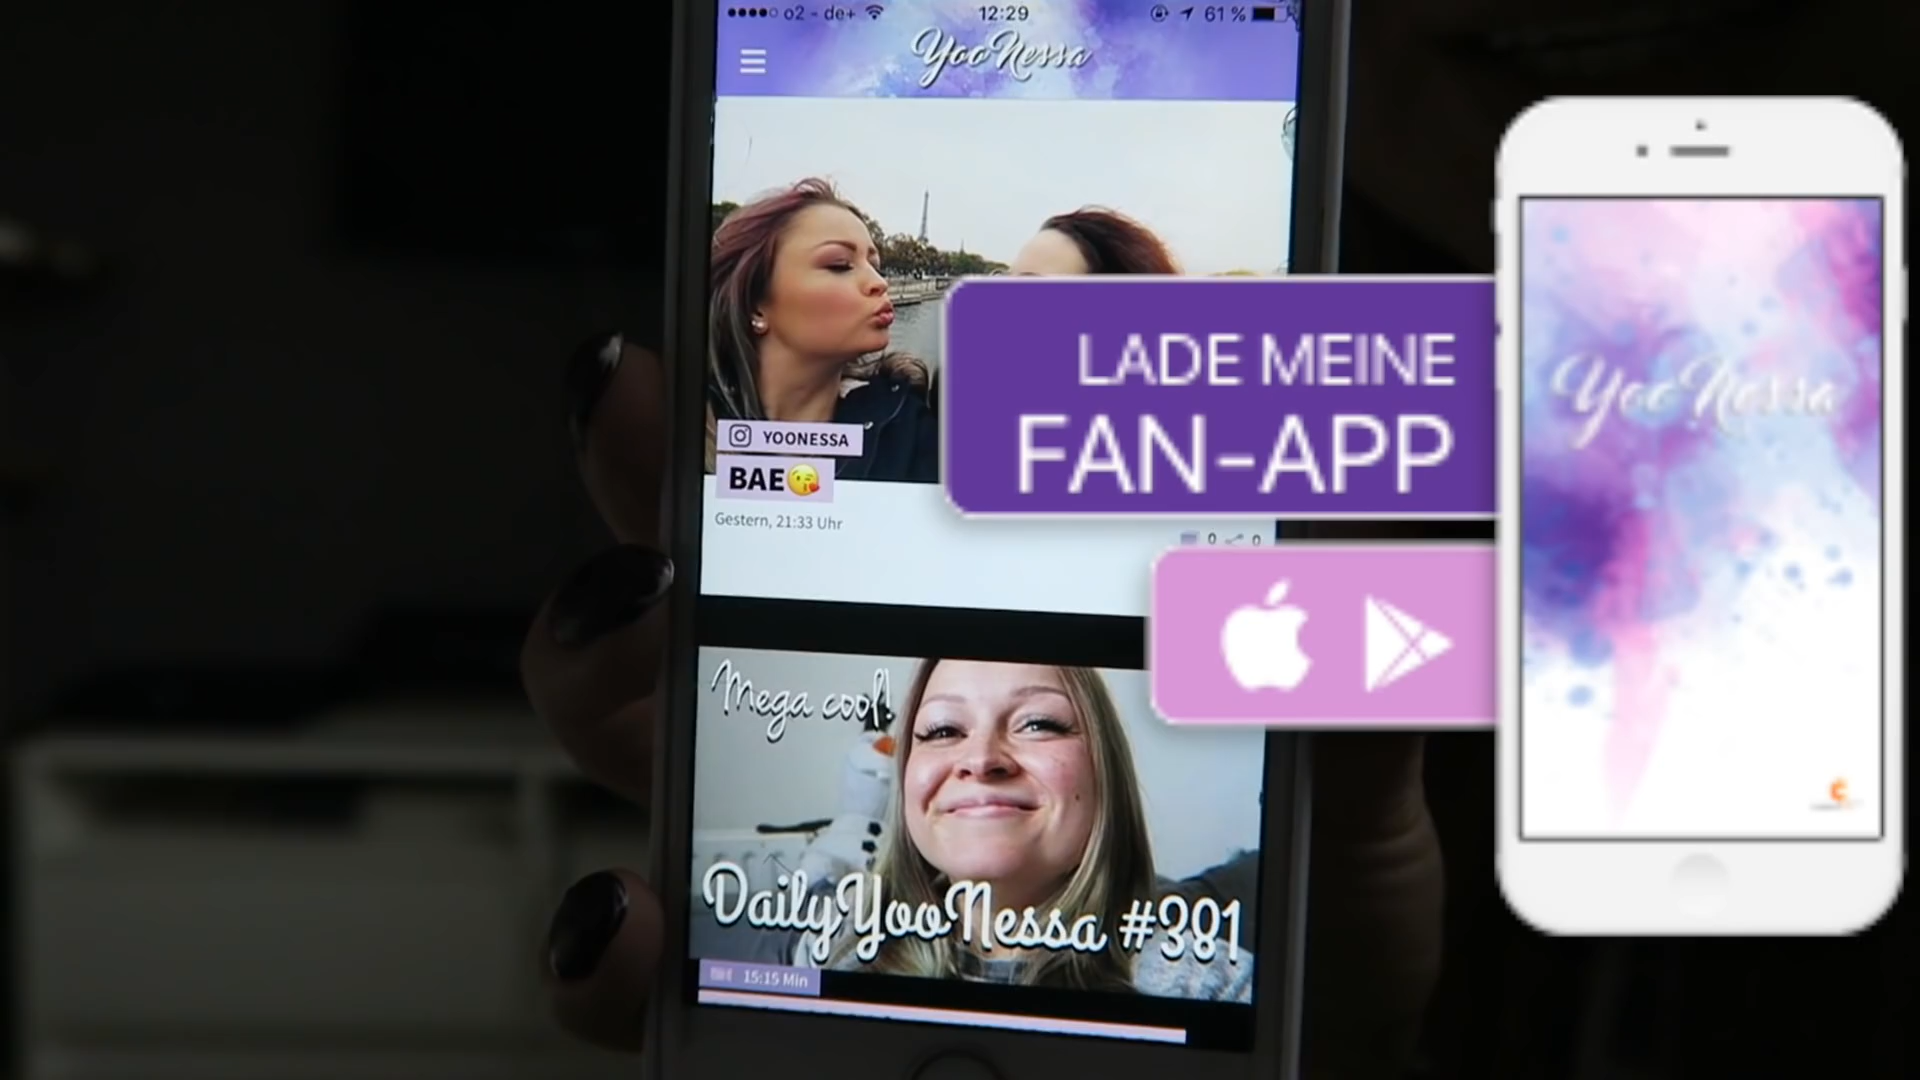 o2 - de+ 12:29 61 %
YooNessa
YOONESSA
BAE😘
Gestern, 21:33 Uhr
0 0
Mega cool!
DailyYooNessa #381
15:15 Min
LADE MEINE
FAN-APP
YooNessa